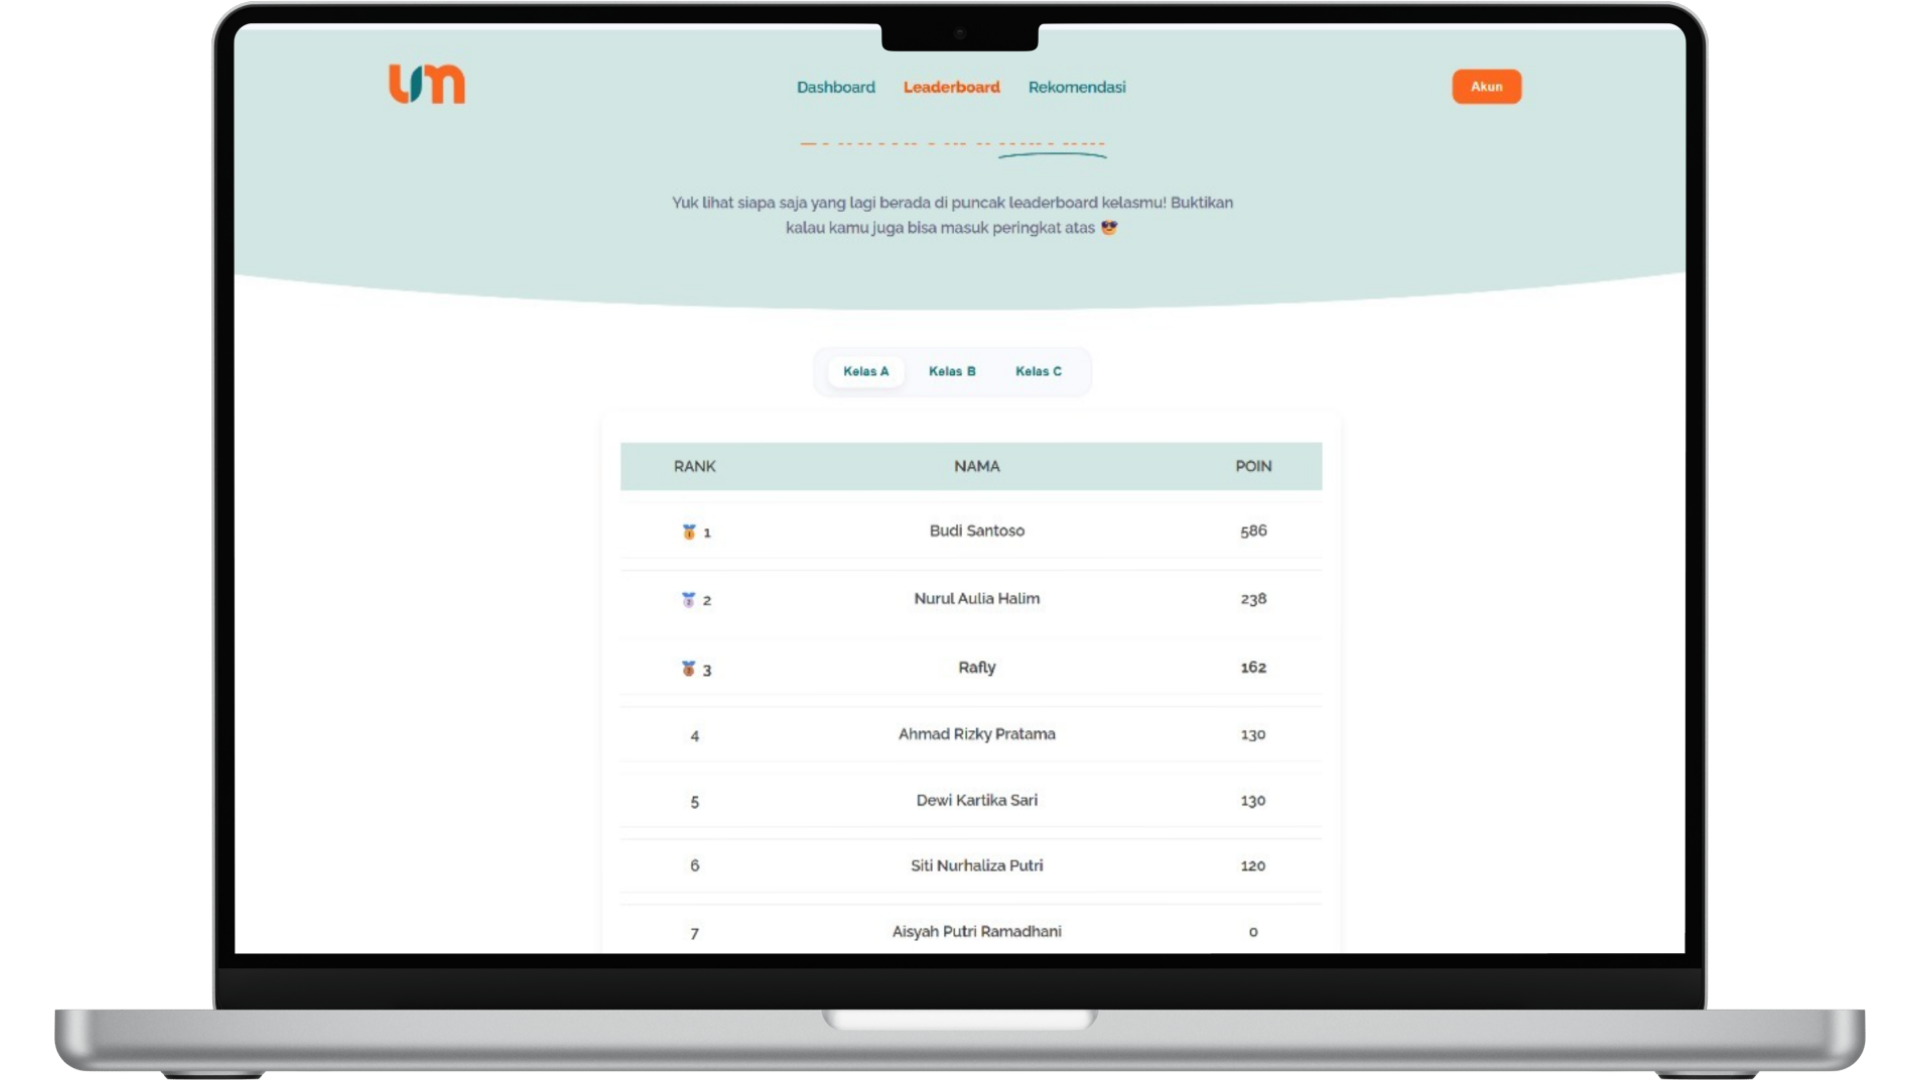 um
Dashboard Leaderboard Rekomendasi Akun
Yuk lihat siapa saja yang lagi berada di puncak leaderboard kelasmu! Buktikan
kalau kamu juga bisa masuk peringkat atas 😎
Kelas A Kelas B Kelas C
RANK NAMA POIN
🥇 1 Budi Santoso 586
🥈 2 Nurul Aulia Halim 238
🥉 3 Rafly 162
4 Ahmad Rizky Pratama 130
5 Dewi Kartika Sari 130
6 Siti Nurhaliza Putri 120
7 Aisyah Putri Ramadhani 0